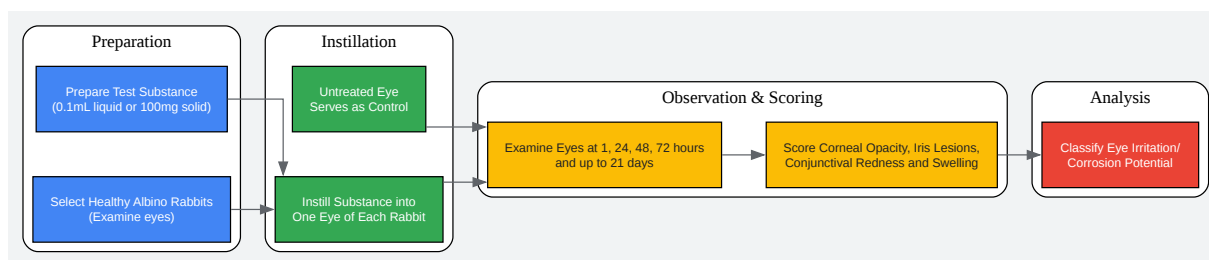 Preparation
Prepare Test Substance
(0.1mL liquid or 100mg solid)
Select Healthy Albino Rabbits
(Examine eyes)
Instillation
Untreated Eye
Serves as Control
Instill Substance into
One Eye of Each Rabbit
Observation & Scoring
Examine Eyes at 1, 24, 48, 72 hours
and up to 21 days
Score Corneal Opacity, Iris Lesions,
Conjunctival Redness and Swelling
Analysis
Classify Eye Irritation/
Corrosion Potential